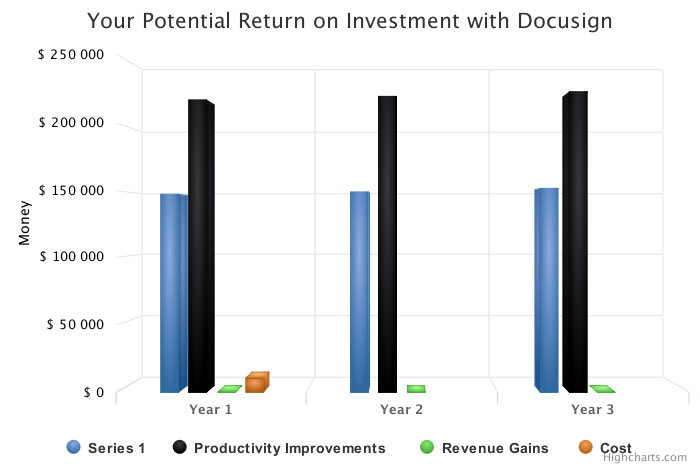 Your Potential Return on Investment with Docusign
$ 250 000
$ 200 000
$ 150 000
$ 100 000
$ 50 000
$ 0
Money
Year 1
Year 2
Year 3
Series 1
Productivity Improvements
Revenue Gains
Cost
Highcharts.com